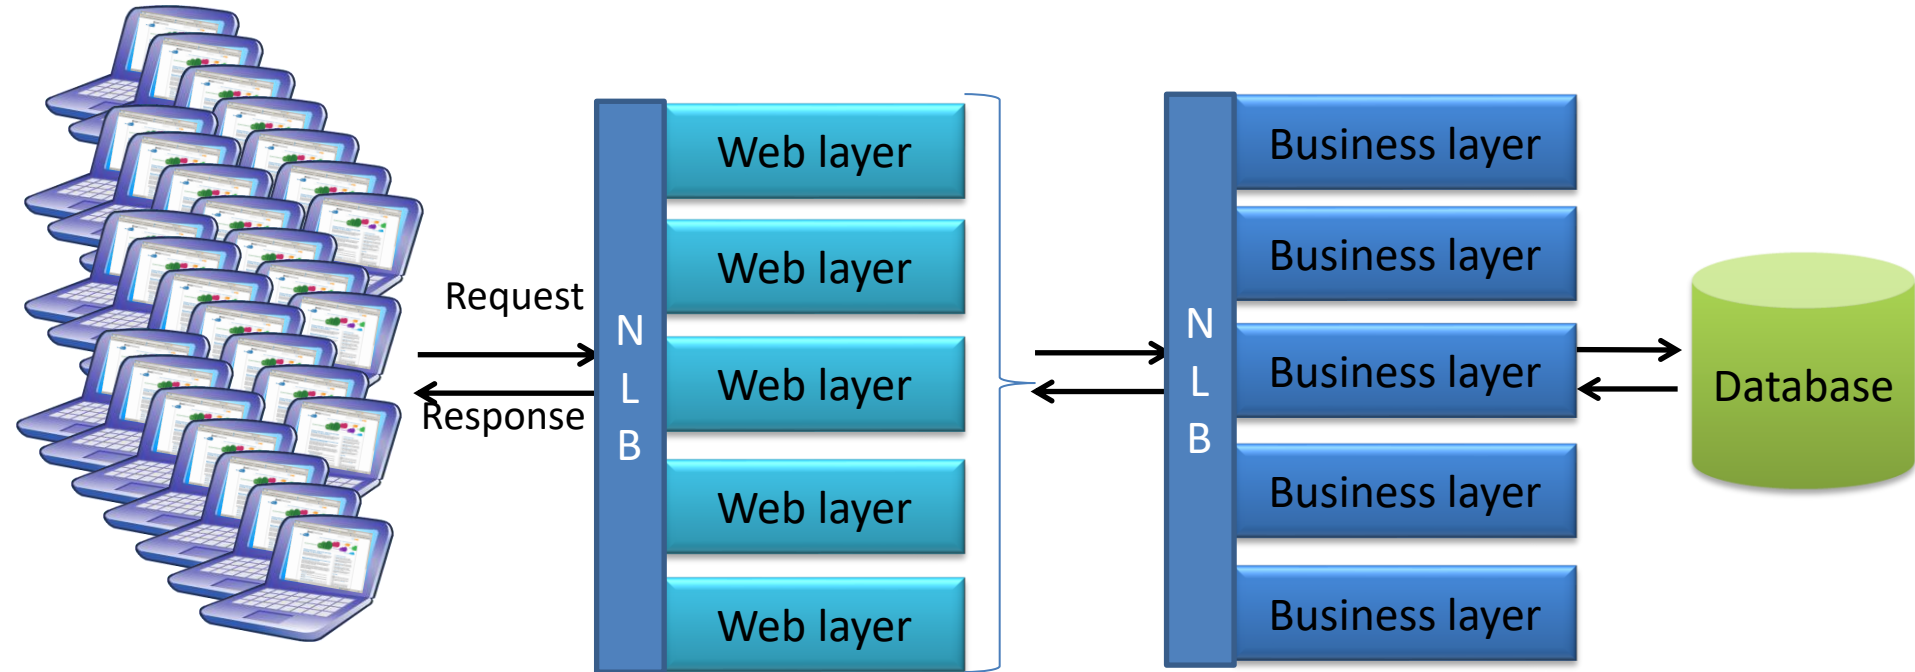 Request
Response
N
L
B
Web layer
Web layer
Web layer
Web layer
Web layer
N
L
B
Business layer
Business layer
Business layer
Business layer
Business layer
Database